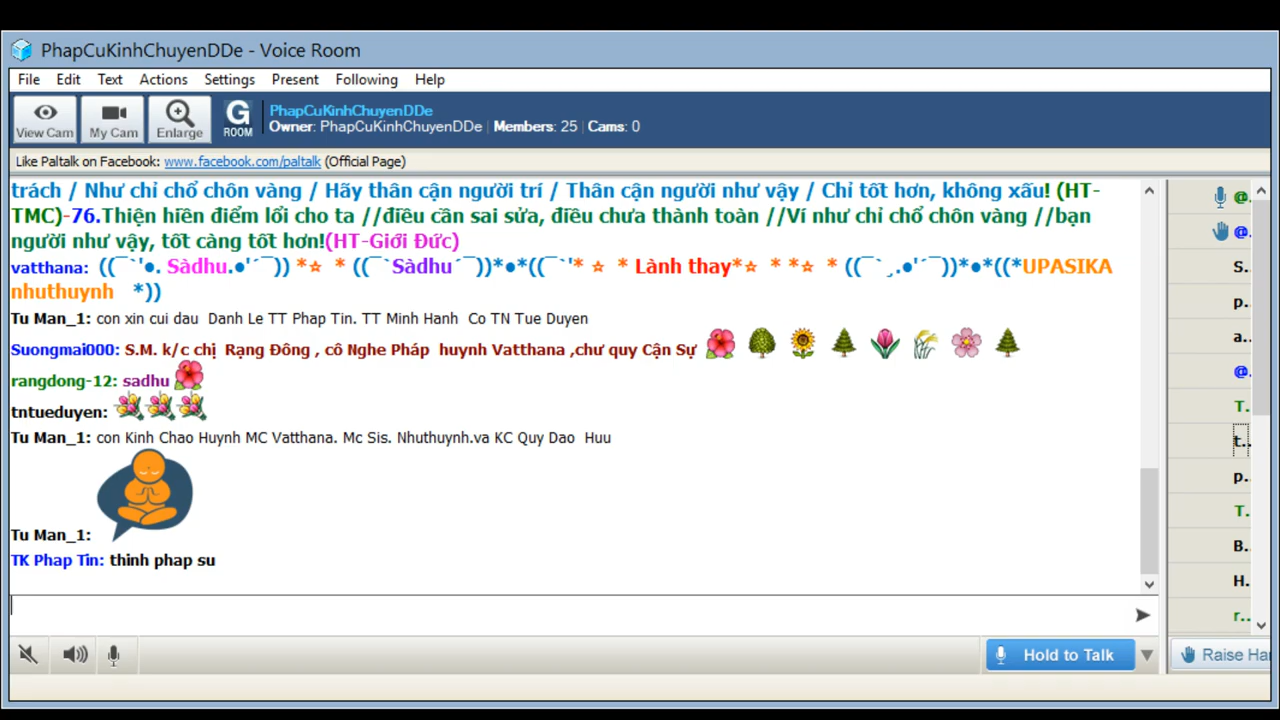 PhapCuKinhChuyenDDe - Voice Room
File Edit Text Actions Settings Present Following Help
View Cam My Cam Enlarge G ROOM
PhapCuKinhChuyenDDe
Owner: PhapCuKinhChuyenDDe | Members: 25 | Cams: 0
Like Paltalk on Facebook: www.facebook.com/paltalk (Official Page)
trách / Như chỉ chổ chôn vàng / Hãy thân cận người trí / Thân cận người như vậy / Chỉ tốt hơn, không xấu! (HT-
TMC)-76.Thiện hiền điểm lổi cho ta //điều cần sai sửa, điều chưa thành toàn //Ví như chỉ chổ chôn vàng //bạn
người như vậy, tốt càng tốt hơn!(HT-Giới Đức)
vatthana: ((¯`'●. Sàdhu.●'´¯)) *☆ * ((¯`Sàdhu´¯))*●*((¯`'* ☆ * Lành thay*☆ * *☆ * ((¯`¸.●'´¯))*●*((*UPASIKA
nhuthuynh *))
Tu Man_1: con xin cui dau Danh Le TT Phap Tin. TT Minh Hanh Co TN Tue Duyen
Suongmai000: S.M. k/c chị Rạng Đông , cô Nghe Pháp huynh Vatthana ,chư quy Cận Sự
rangdong-12: sadhu
tntueduyen:
Tu Man_1: con Kinh Chao Huynh MC Vatthana. Mc Sis. Nhuthuynh.va KC Quy Dao Huu
Tu Man_1:
TK Phap Tin: thinh phap su
@.
@.
S.
p.
a..
@.
T.
t..
p.
T.
B.
H.
r..
Hold to Talk
Raise Har